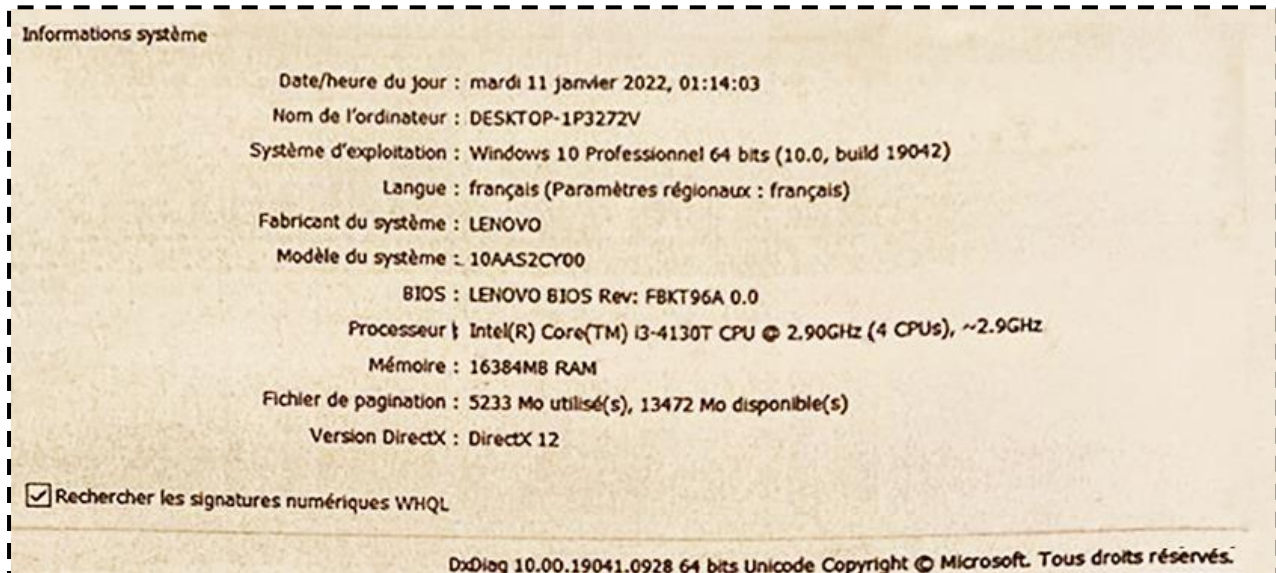 Informations système
Date/heure du jour : mardi 11 janvier 2022, 01:14:03
Nom de l'ordinateur : DESKTOP-1P3272V
Système d'exploitation : Windows 10 Professionnel 64 bits (10.0, build 19042)
Langue : français (Paramètres régionaux : français)
Fabricant du système : LENOVO
Modèle du système : 10AAS2CY00
BIOS : LENOVO BIOS Rev: FBKT96A 0.0
Processeur : Intel(R) Core(TM) i3-4130T CPU @ 2.90GHz (4 CPUs), ~2.9GHz
Mémoire : 16384MB RAM
Fichier de pagination : 5233 Mo utilisé(s), 13472 Mo disponible(s)
Version DirectX : DirectX 12
Rechercher les signatures numériques WHQL
DxDiag 10.00.19041.0928 64 bits Unicode Copyright © Microsoft. Tous droits réservés.